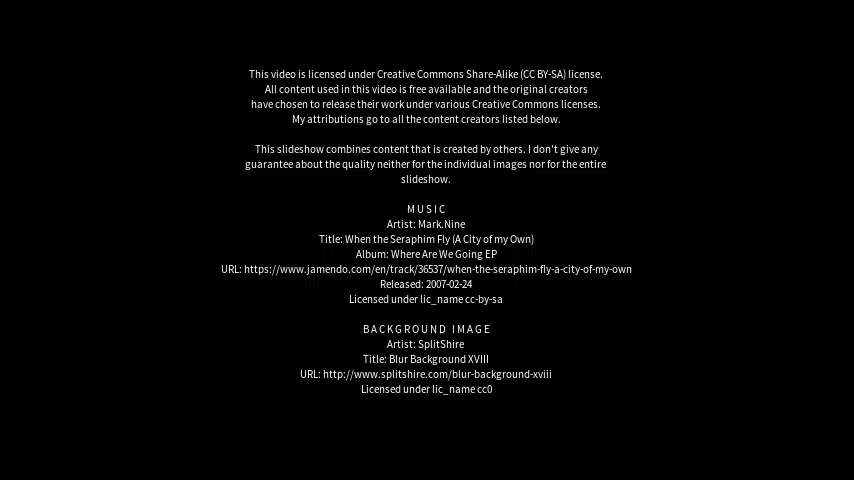 This video is licensed under Creative Commons Share-Alike (CC BY-SA) license.
All content used in this video is free available and the original creators
have chosen to release their work under various Creative Commons licenses.
My attributions go to all the content creators listed below.
This slideshow combines content that is created by others. I don't give any
guarantee about the quality neither for the individual images nor for the entire
slideshow.
MUSIC
Artist: Mark.Nine
Title: When the Seraphim Fly (A City of my Own)
Album: Where Are We Going EP
URL: https://www.jamendo.com/en/track/36537/when-the-seraphim-fly-a-city-of-my-own
Released: 2007-02-24
Licensed under lic_name cc-by-sa
BACKGROUND IMAGE
Artist: SplitShire
Title: Blur Background XVIII
URL: http://www.splitshire.com/blur-background-xviii
Licensed under lic_name cc0